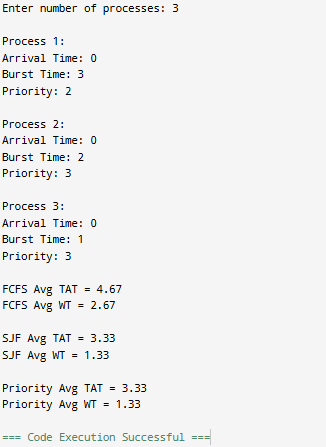 Enter number of processes: 3
Process 1:
Arrival Time: 0
Burst Time: 3
Priority: 2
Process 2:
Arrival Time: 0
Burst Time: 2
Priority: 3
Process 3:
Arrival Time: 0
Burst Time: 1
Priority: 3
FCFS Avg TAT = 4.67
FCFS Avg WT = 2.67
SJF Avg TAT = 3.33
SJF Avg WT = 1.33
Priority Avg TAT = 3.33
Priority Avg WT = 1.33
=== Code Execution Successful ===